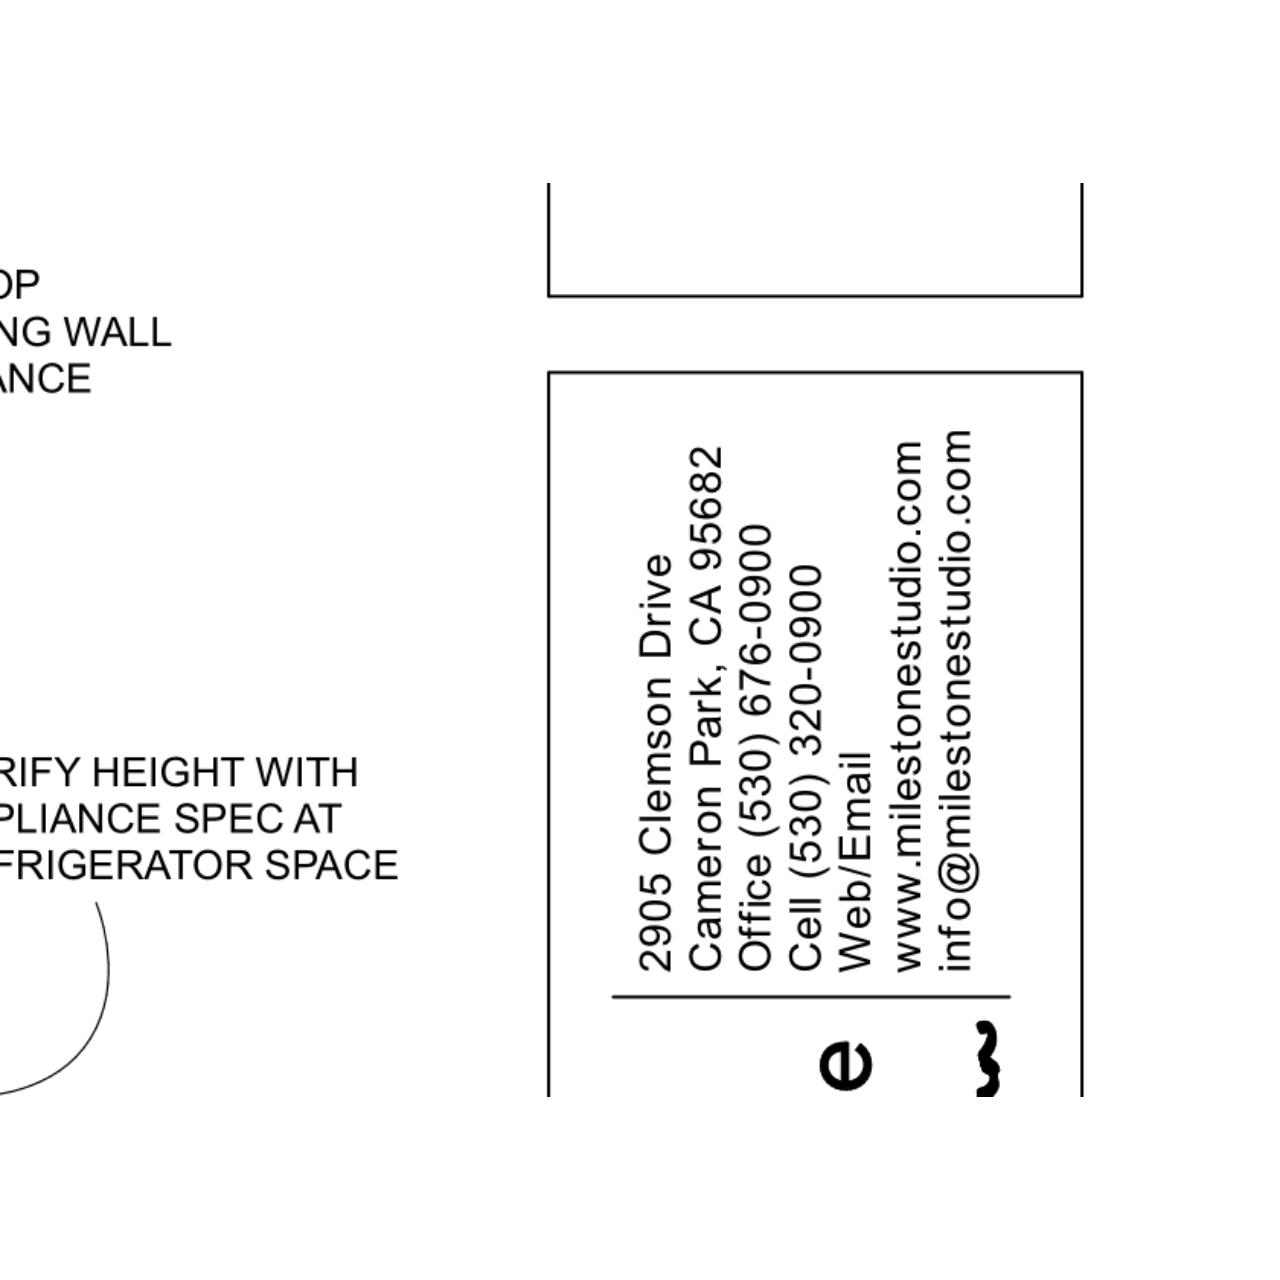 OP
NG WALL
ANCE
RIFY HEIGHT WITH
PLIANCE SPEC AT
FRIGERATOR SPACE
2905 Clemson Drive
Cameron Park, CA 95682
Office (530) 676-0900
Cell (530) 320-0900
Web/Email
www.milestonestudio.com
info@milestonestudio.com
e